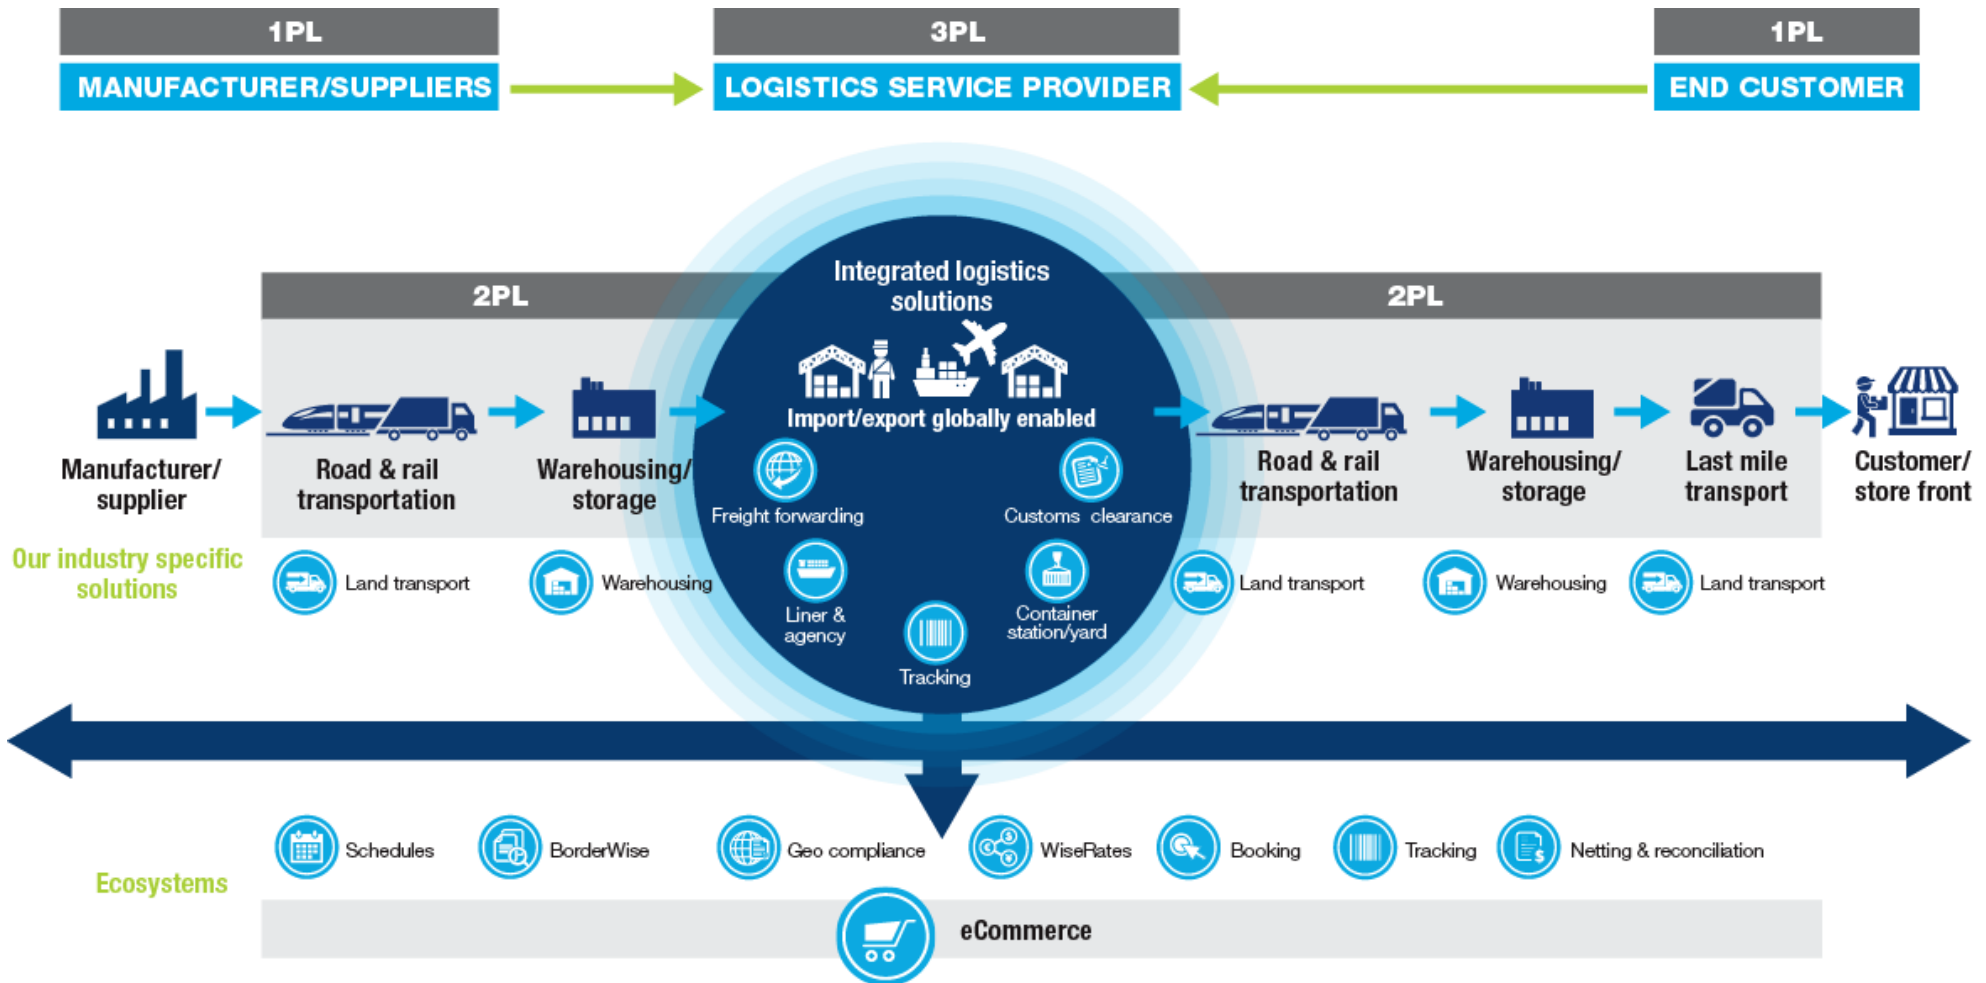 1PL
3PL
1PL
MANUFACTURER/SUPPLIERS
LOGISTICS SERVICE PROVIDER
END CUSTOMER
2PL
2PL
Integrated logistics
solutions
Import/export globally enabled
Manufacturer/
supplier
Road & rail
transportation
Warehousing/
storage
Road & rail
transportation
Warehousing/
storage
Last mile
transport
Customer/
store front
Freight forwarding
Customs clearance
Our industry specific
solutions
Land transport
Warehousing
Liner &
agency
Container
station/yard
Tracking
Land transport
Warehousing
Land transport
Ecosystems
Schedules
BorderWise
Geo compliance
WiseRates
Booking
Tracking
Netting & reconciliation
eCommerce